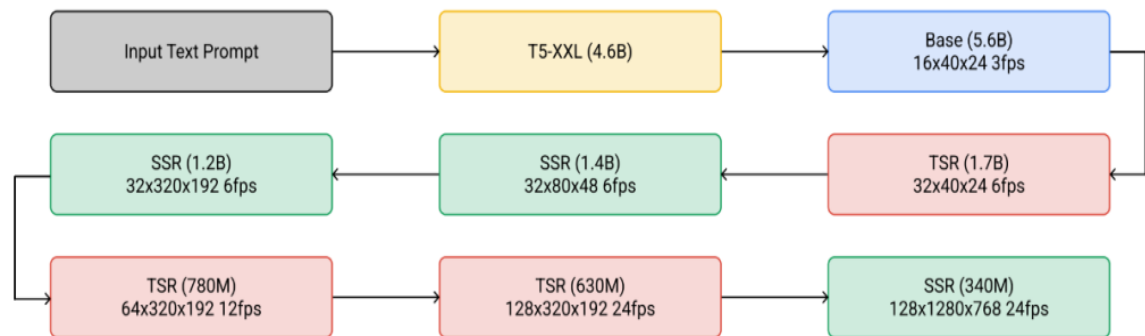 Input Text Prompt
T5-XXL (4.6B)
Base (5.6B)
16x40x24 3fps
TSR (1.7B)
32x40x24 6fps
SSR (1.4B)
32x80x48 6fps
SSR (1.2B)
32x320x192 6fps
TSR (780M)
64x320x192 12fps
TSR (630M)
128x320x192 24fps
SSR (340M)
128x1280x768 24fps